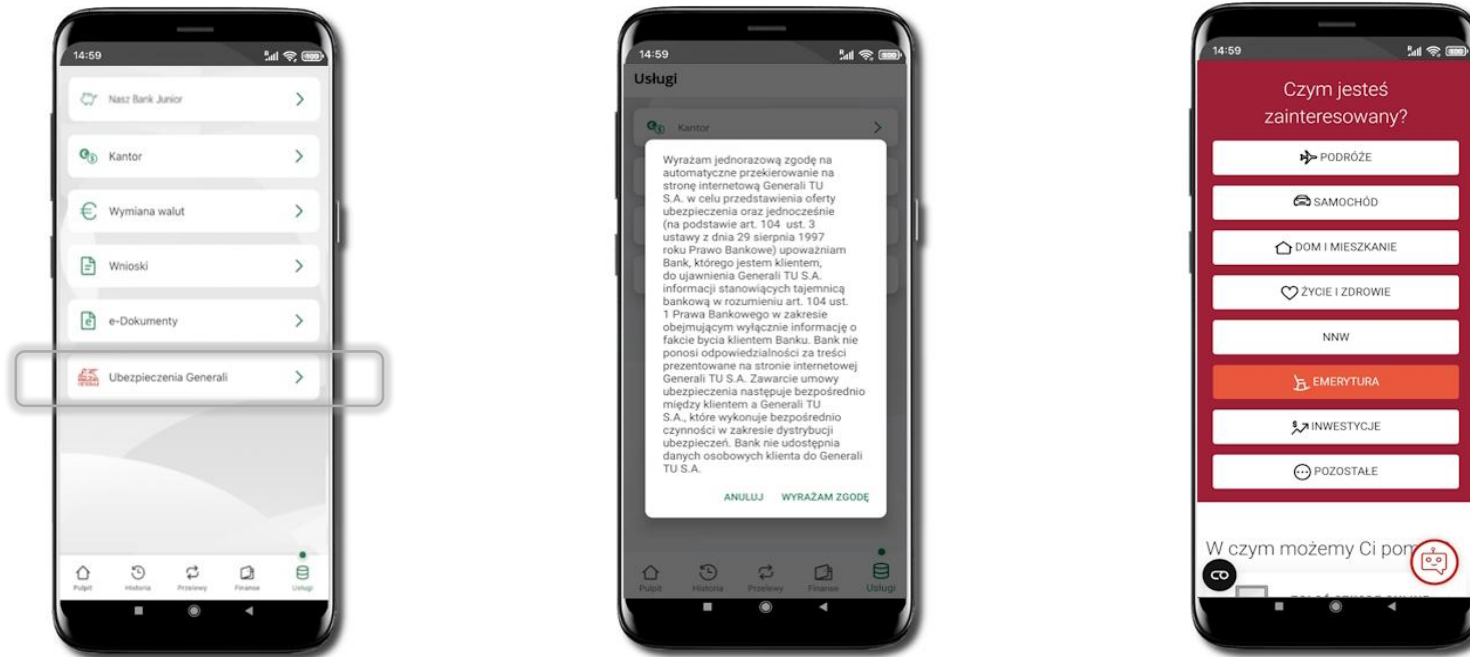 14:59
Nasz Bank Junior
Kantor
Wymiana walut
Wnioski
e-Dokumenty
Ubezpieczenia Generali
Pulpit
Historia
Przelewy
Finanse
Usługi
14:59
Usługi
Kantor
Wyrażam jednorazową zgodę na
automatyczne przekierowanie na
stronę internetową Generali TU
S.A. w celu przedstawienia oferty
ubezpieczenia oraz jednocześnie
(na podstawie art. 104 ust. 3
ustawy z dnia 29 sierpnia 1997
roku Prawo Bankowe) upoważniam
Bank, którego jestem klientem,
do ujawnienia Generali TU S.A.
informacji stanowiących tajemnicą
bankową w rozumieniu art. 104 ust.
1 Prawa Bankowego w zakresie
obejmującym wyłącznie informację o
fakcie bycia klientem Banku. Bank nie
ponosi odpowiedzialności za treści
prezentowane na stronie internetowej
Generali TU S.A. Zawarcie umowy
ubezpieczenia następuje bezpośrednio
między klientem a Generali TU
S.A., które wykonuje bezpośrednio
czynności w zakresie dystrybucji
ubezpieczeń. Bank nie udostępnia
danych osobowych klienta do Generali
TU S.A.
ANULUJ WYRAŻAM ZGODĘ
Pulpit
Historia
Przelewy
Finanse
Usługi
14:59
Czym jesteś
zainteresowany?
PODRÓŻE
SAMOCHÓD
DOM I MIESZKANIE
ŻYCIE I ZDROWIE
NNW
EMERYTURA
INWESTYCJE
POZOSTAŁE
W czym możemy Ci pom